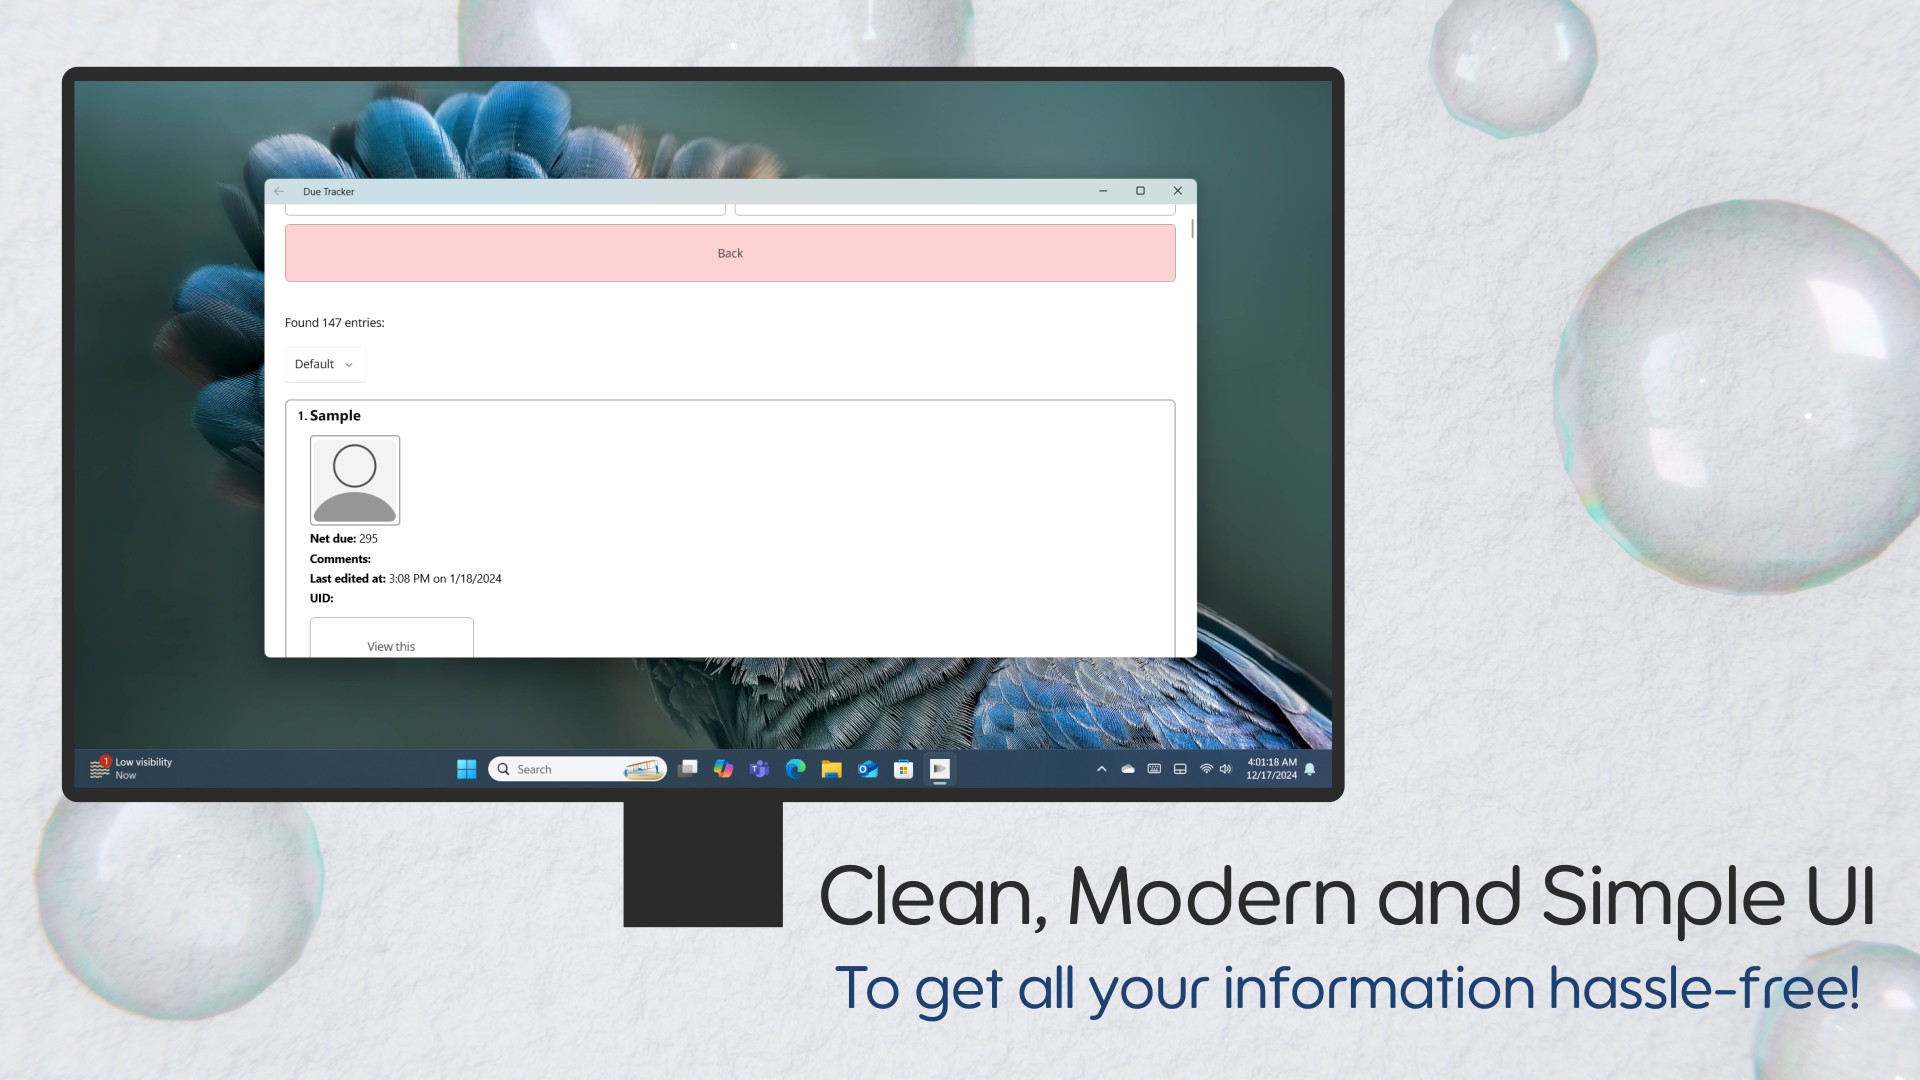 Due Tracker
Back
Found 147 entries:
Default
1. Sample
Net due: 295
Comments:
Last edited at: 3:08 PM on 1/18/2024
UID:
View this
1
Low visibility
Now
Search
4:01:18 AM
12/17/2024
Clean, Modern and Simple UI
To get all your information hassle-free!